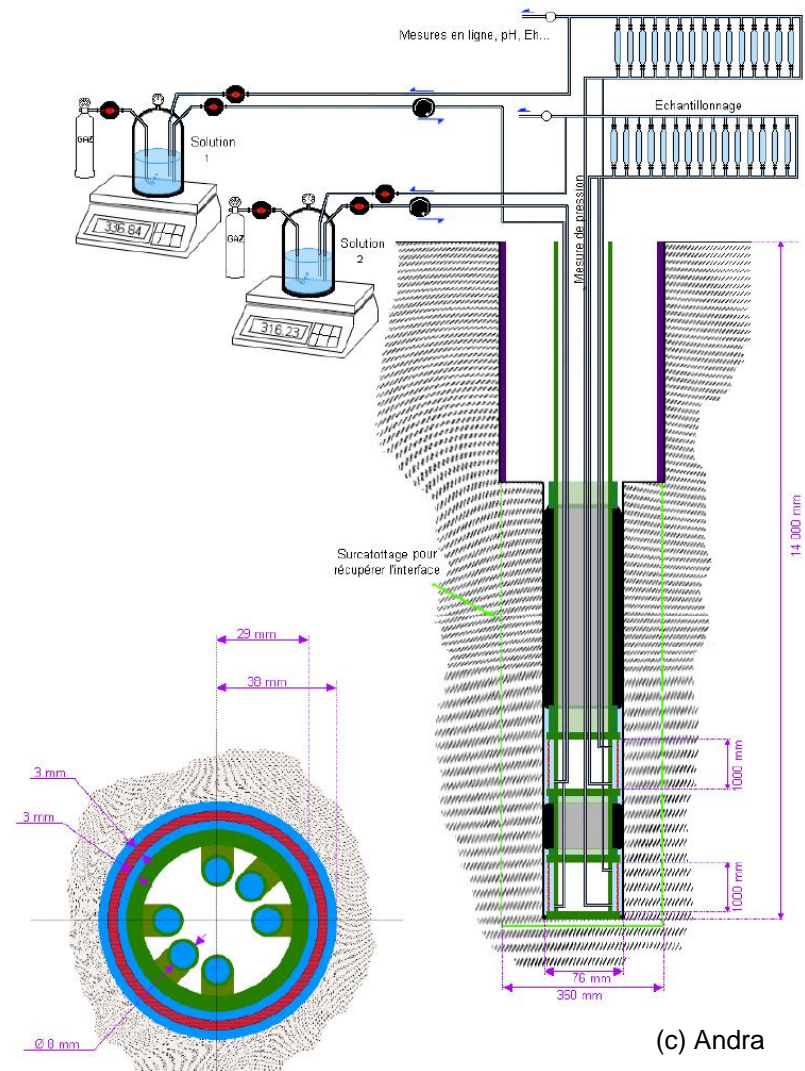 Mesures en ligne, pH, Eh...
Echantillonnage
Solution
1
GAZ
336.84
Mesure de pression
Solution
2
GAZ
316.23
14 000 mm
Surcatottage pour
récupérer l'interface
29 mm
38 mm
3 mm
3 mm
1000 mm
1000 mm
76 mm
350 mm
Ø 8 mm
(c) Andra